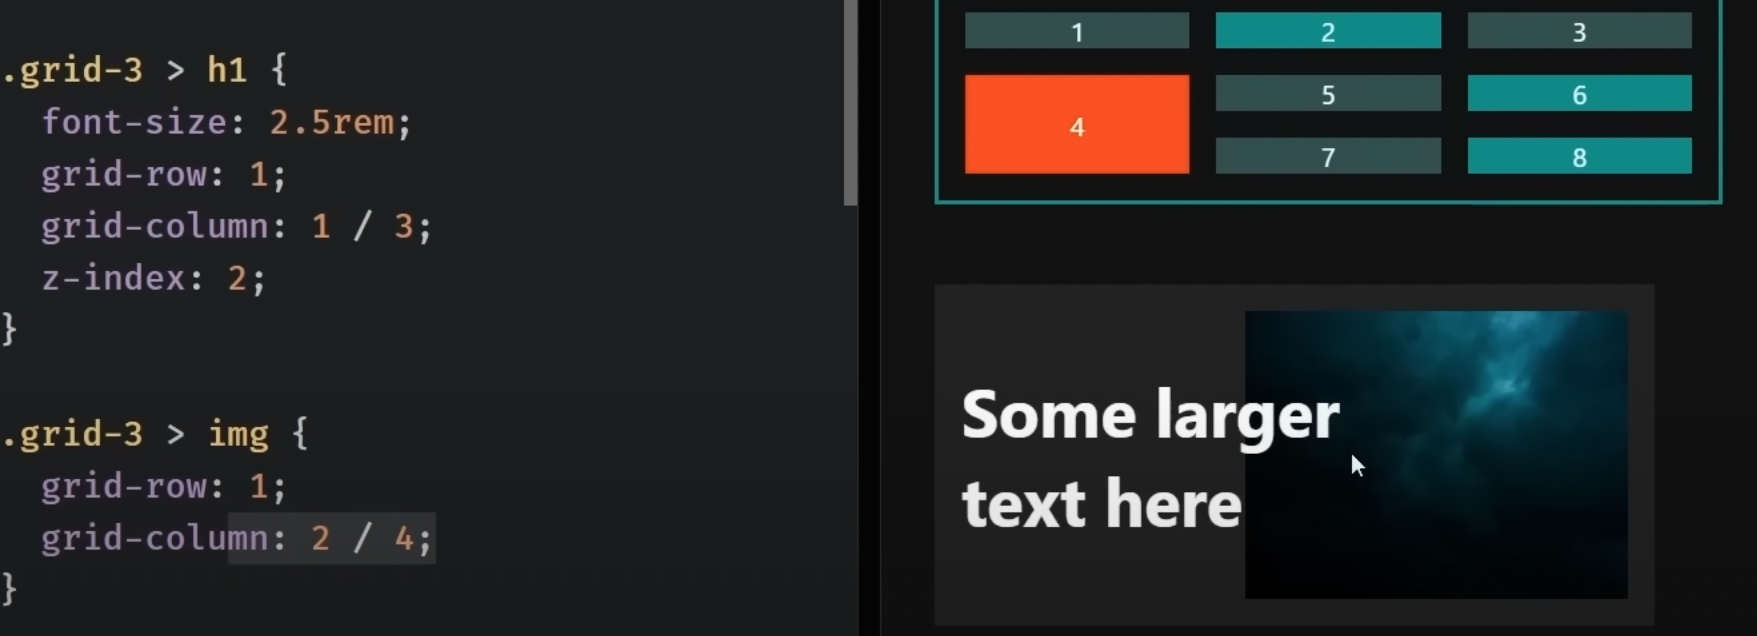 .grid-3 > h1 {
font-size: 2.5rem;
grid-row: 1;
grid-column: 1 / 3;
z-index: 2;
}
.grid-3 > img {
grid-row: 1;
grid-column: 2 / 4;
}
1 2 3
4
5 6
7 8
Some larger
text here